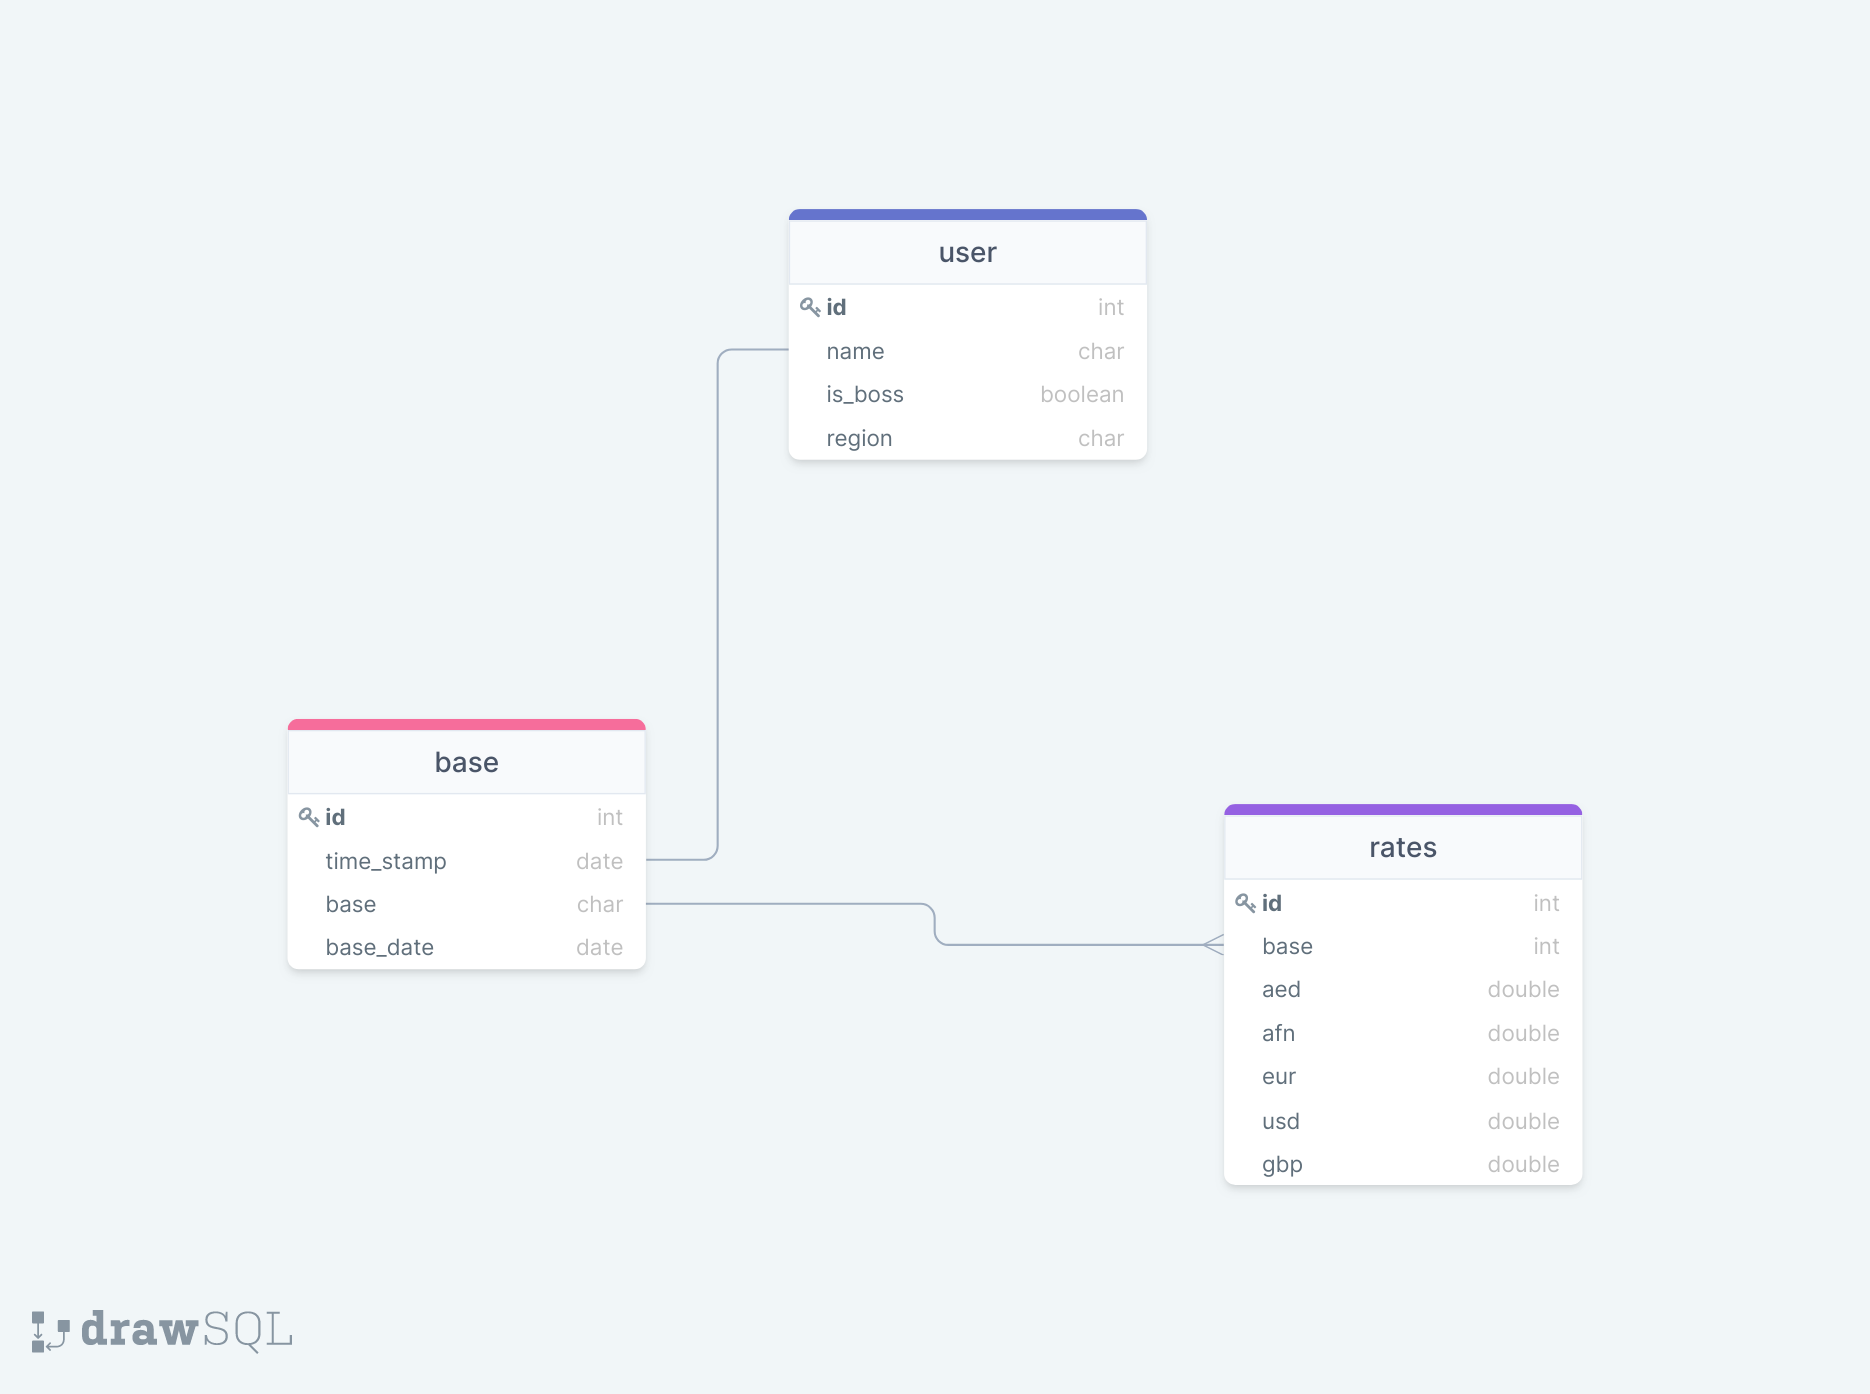 user
id int
name char
is_boss boolean
region char
base
id int
time_stamp date
base char
base_date date
rates
id int
base int
aed double
afn double
eur double
usd double
gbp double
drawSQL